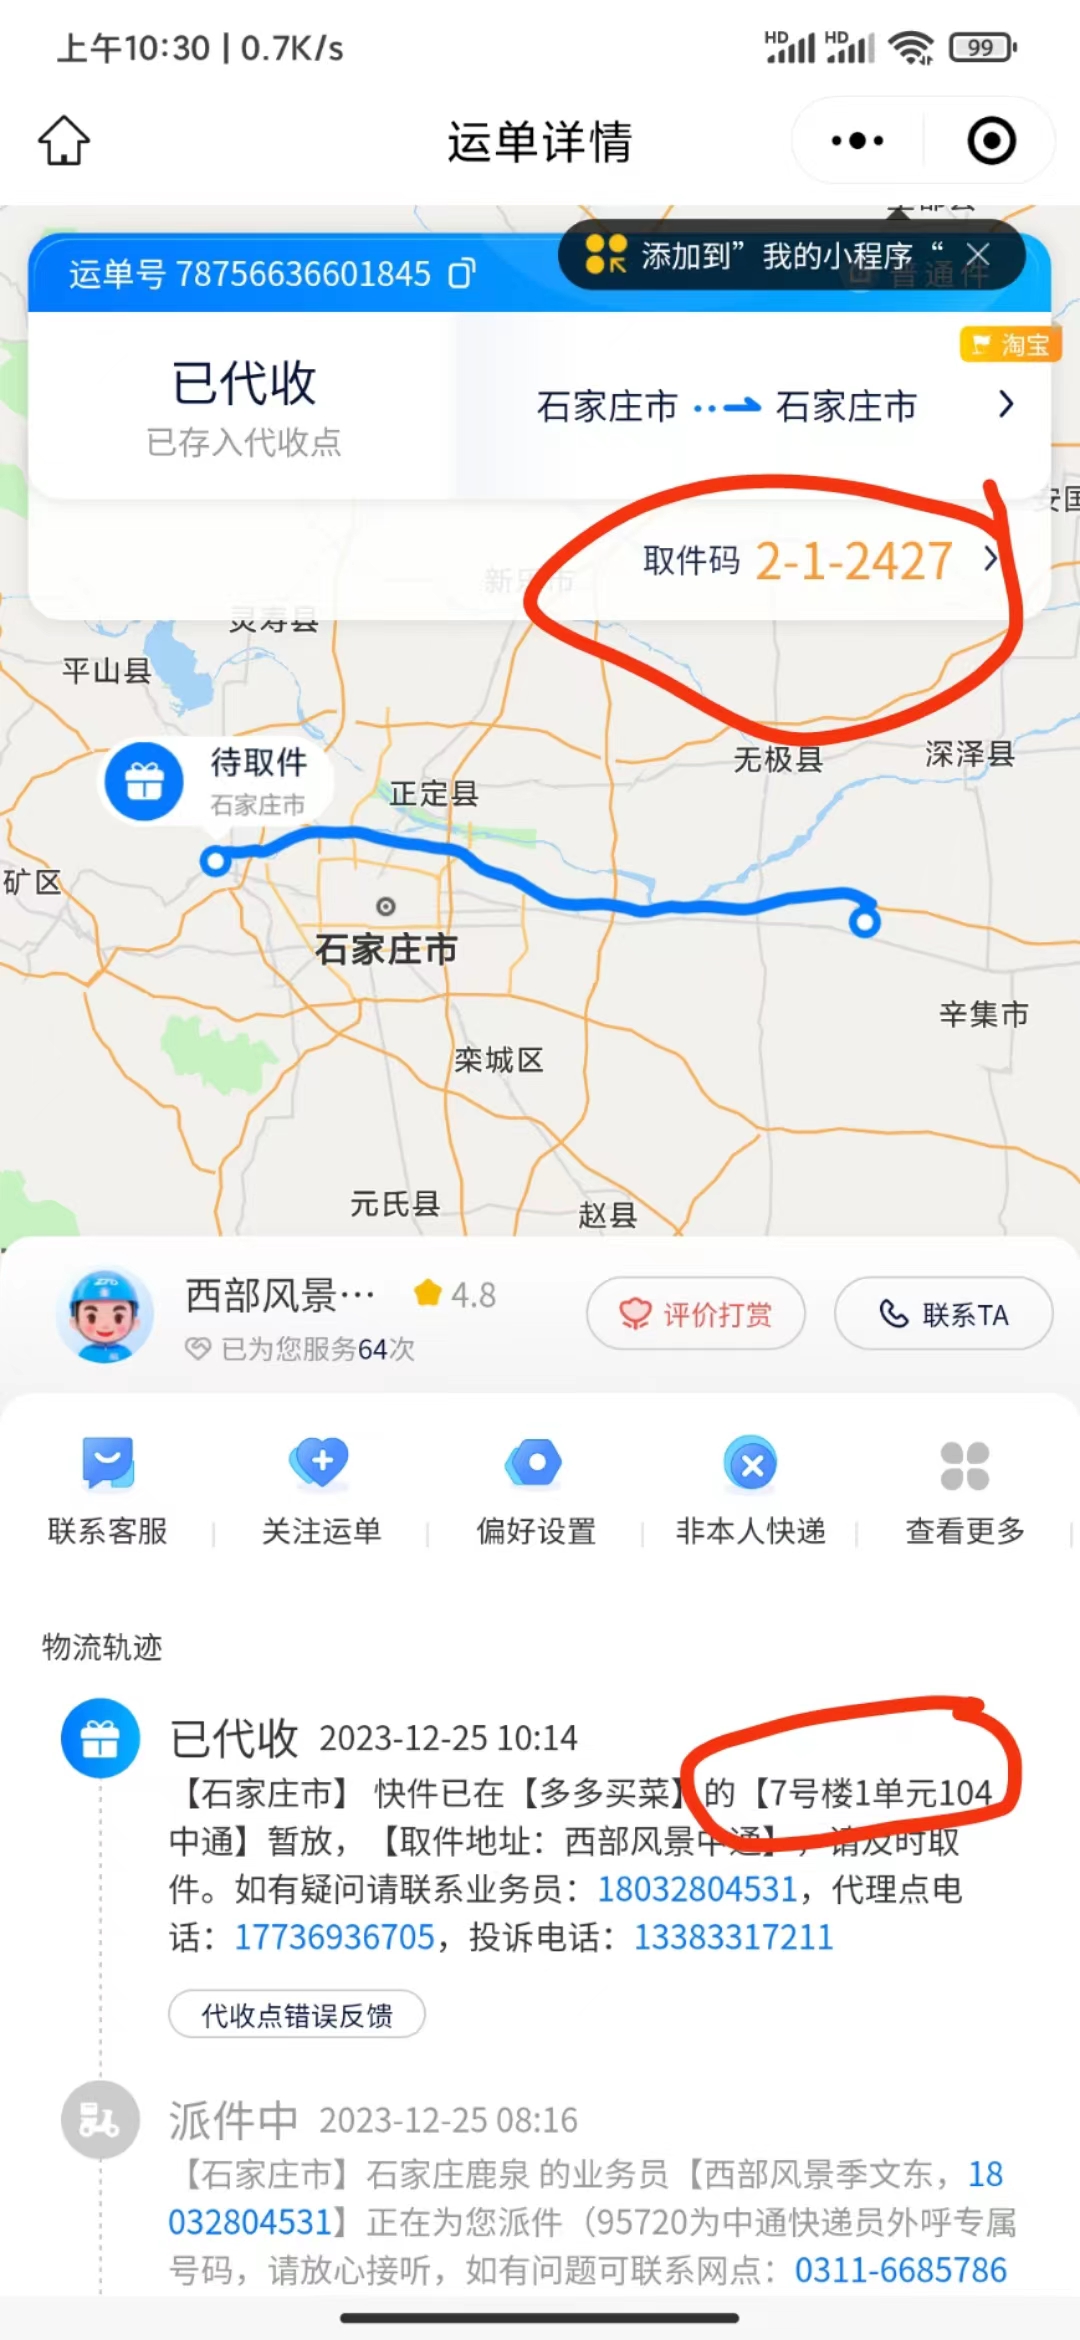 上午10:30 | 0.7K/s
HD HD 99
运单详情
添加到”我的小程序“
运单号 78756636601845
普通件
淘宝
已代收
石家庄市 石家庄市
已存入代收点
取件码 2-1-2427
新乐市
灵寿县
平山县
无极县
深泽县
待取件
石家庄市
正定县
矿区
石家庄市
辛集市
栾城区
元氏县
赵县
西部风景… 4.8
已为您服务64次
评价打赏
联系TA
联系客服
关注运单
偏好设置
非本人快递
查看更多
物流轨迹
已代收 2023-12-25 10:14
【石家庄市】 快件已在【多多买菜】的【7号楼1单元104
中通】暂放，【取件地址：西部风景中通】，请及时取
件。如有疑问请联系业务员：18032804531，代理点电
话：17736936705，投诉电话：13383317211
代收点错误反馈
派件中 2023-12-25 08:16
【石家庄市】石家庄鹿泉 的业务员【西部风景季文东，18
032804531】正在为您派件（95720为中通快递员外呼专属
号码，请放心接听，如有问题可联系网点：0311-6685786